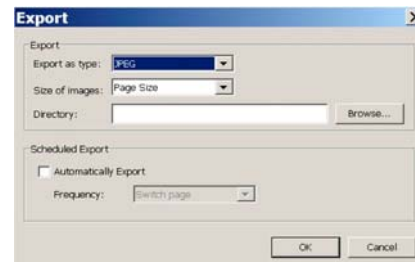 Export
Export
Export as type: JPEG
Size of images: Page Size
Directory: Browse...
Scheduled Export
Automatically Export
Frequency: Switch page
OK Cancel